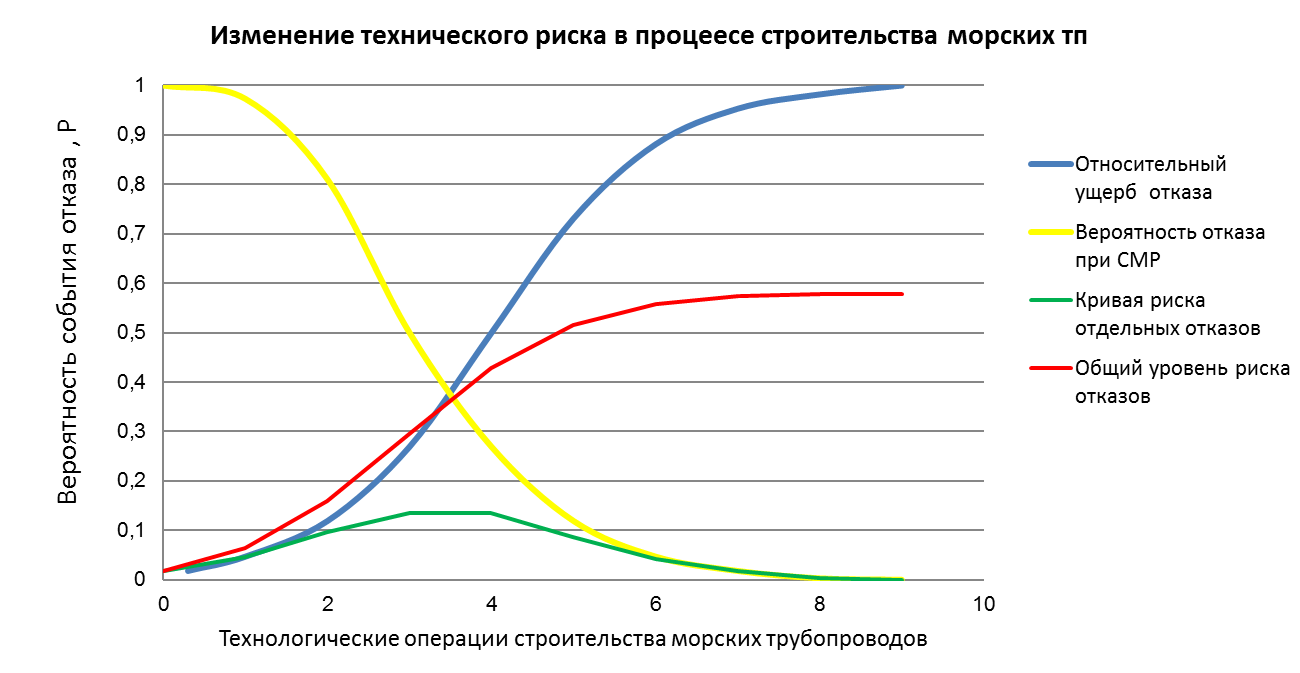 Изменение технического риска в процеесе строительства морских тп
Вероятность события отказа , Р
1
0,9
0,8
0,7
0,6
0,5
0,4
0,3
0,2
0,1
0
0 2 4 6 8 10
Технологические операции строительства морских трубопроводов
Относительный
ущерб отказа
Вероятность отказа
при СМР
Кривая риска
отдельных отказов
Общий уровень риска
отказов